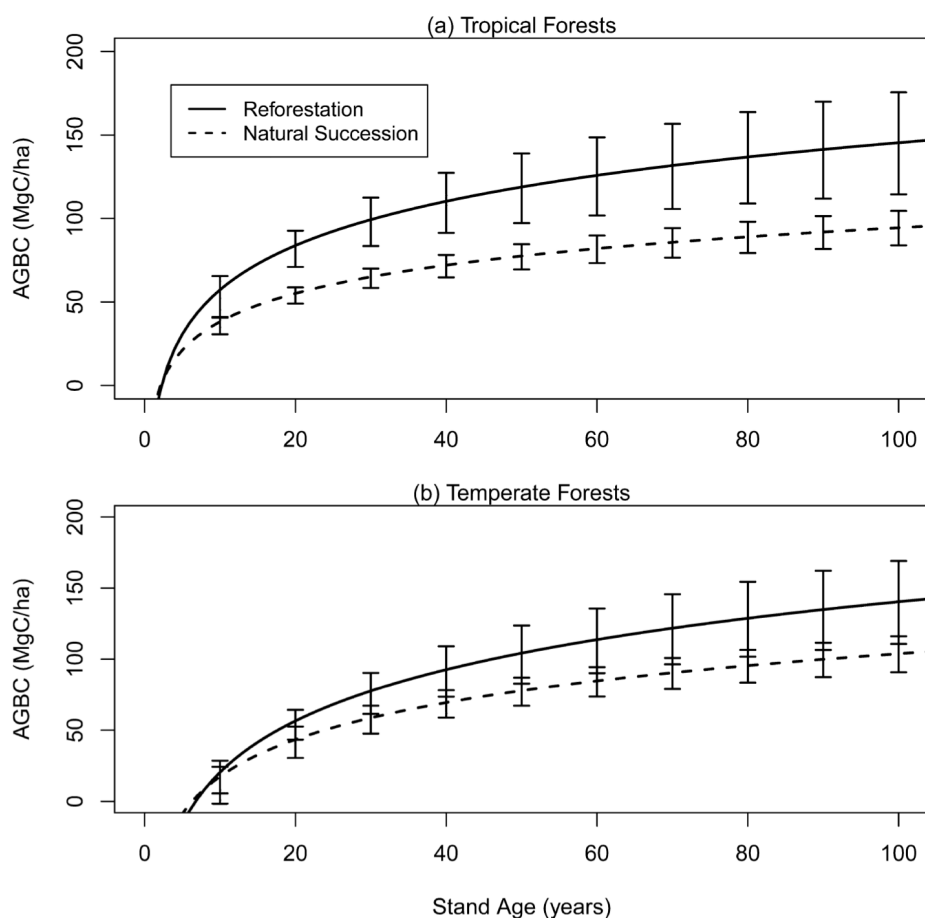 (a) Tropical Forests
200
150
100
50
0
AGBC (MgC/ha)
Reforestation
Natural Succession
0 20 40 60 80 100
(b) Temperate Forests
200
150
100
50
0
AGBC (MgC/ha)
0 20 40 60 80 100
Stand Age (years)